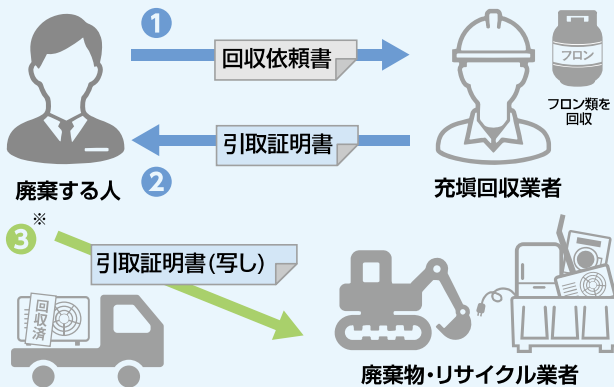 1
回収依頼書
フロン
フロン類を
回収
引取証明書
2
廃棄する人
充塡回収業者
※
3
引取証明書(写し)
回収済
廃棄物・リサイクル業者